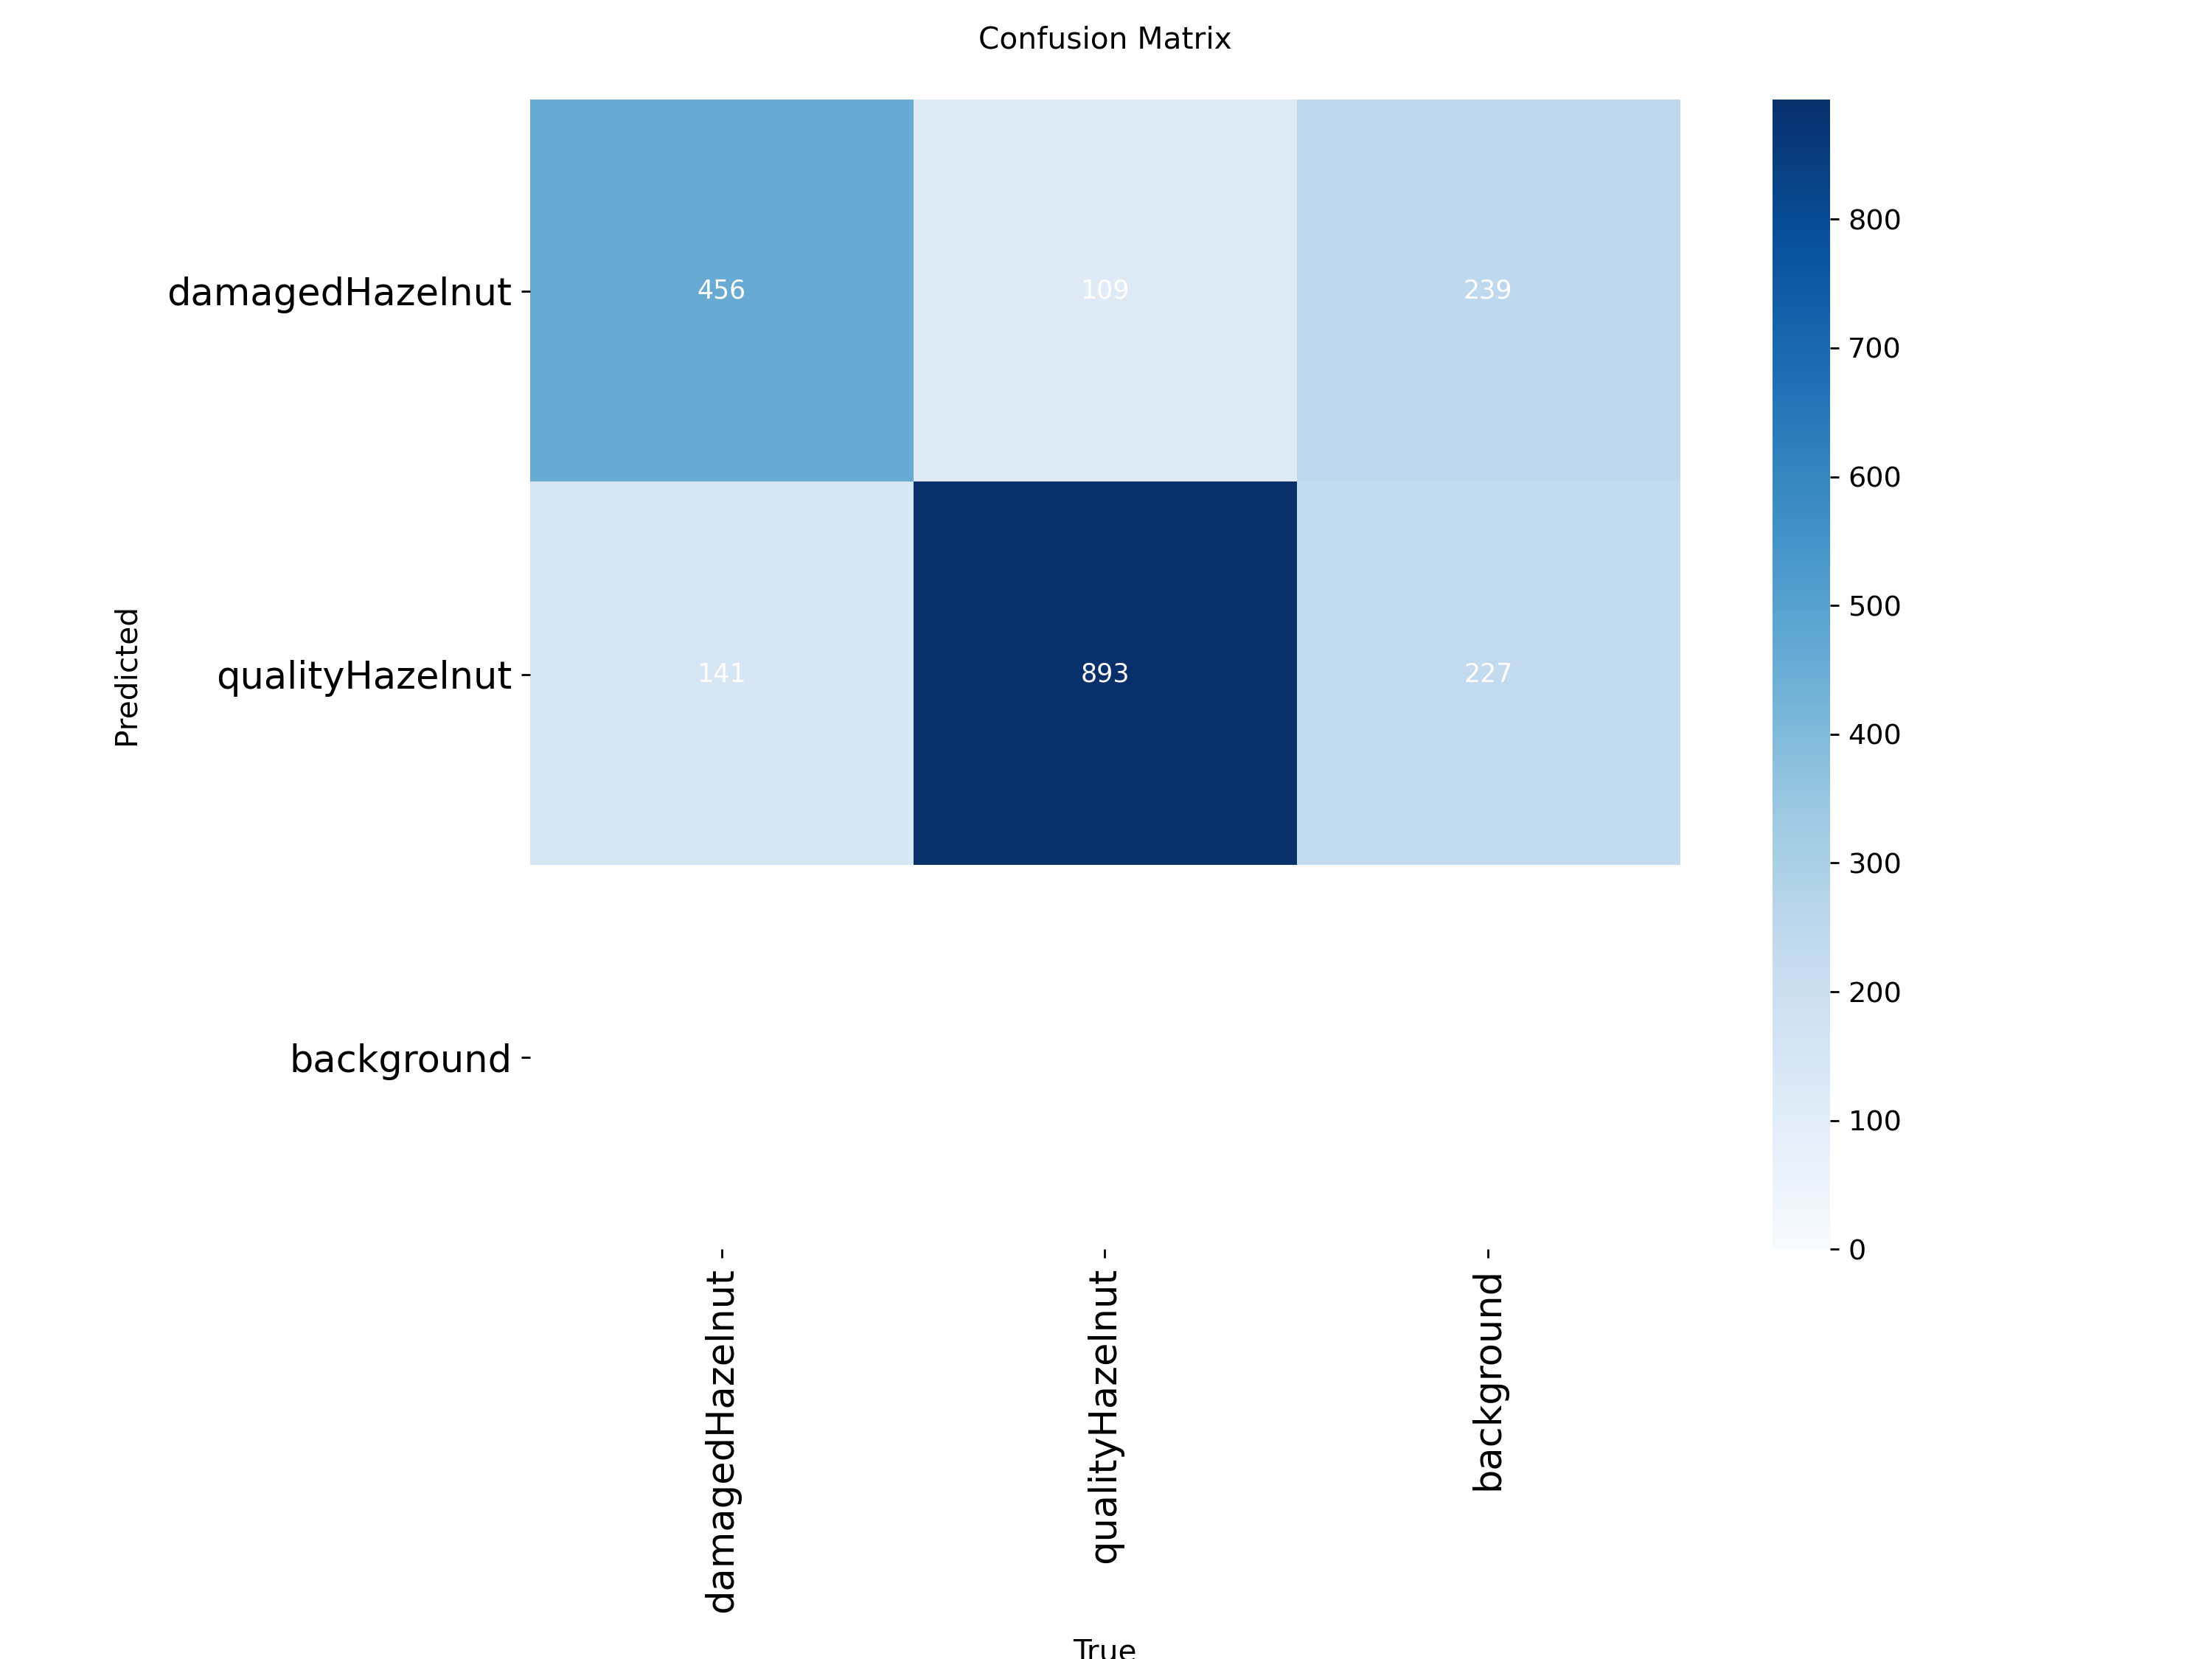 Confusion Matrix
damagedHazelnut
456
109
239
800
700
600
Predicted
qualityHazelnut
141
893
227
500
400
300
background
200
100
0
damagedHazelnut
qualityHazelnut
background
True